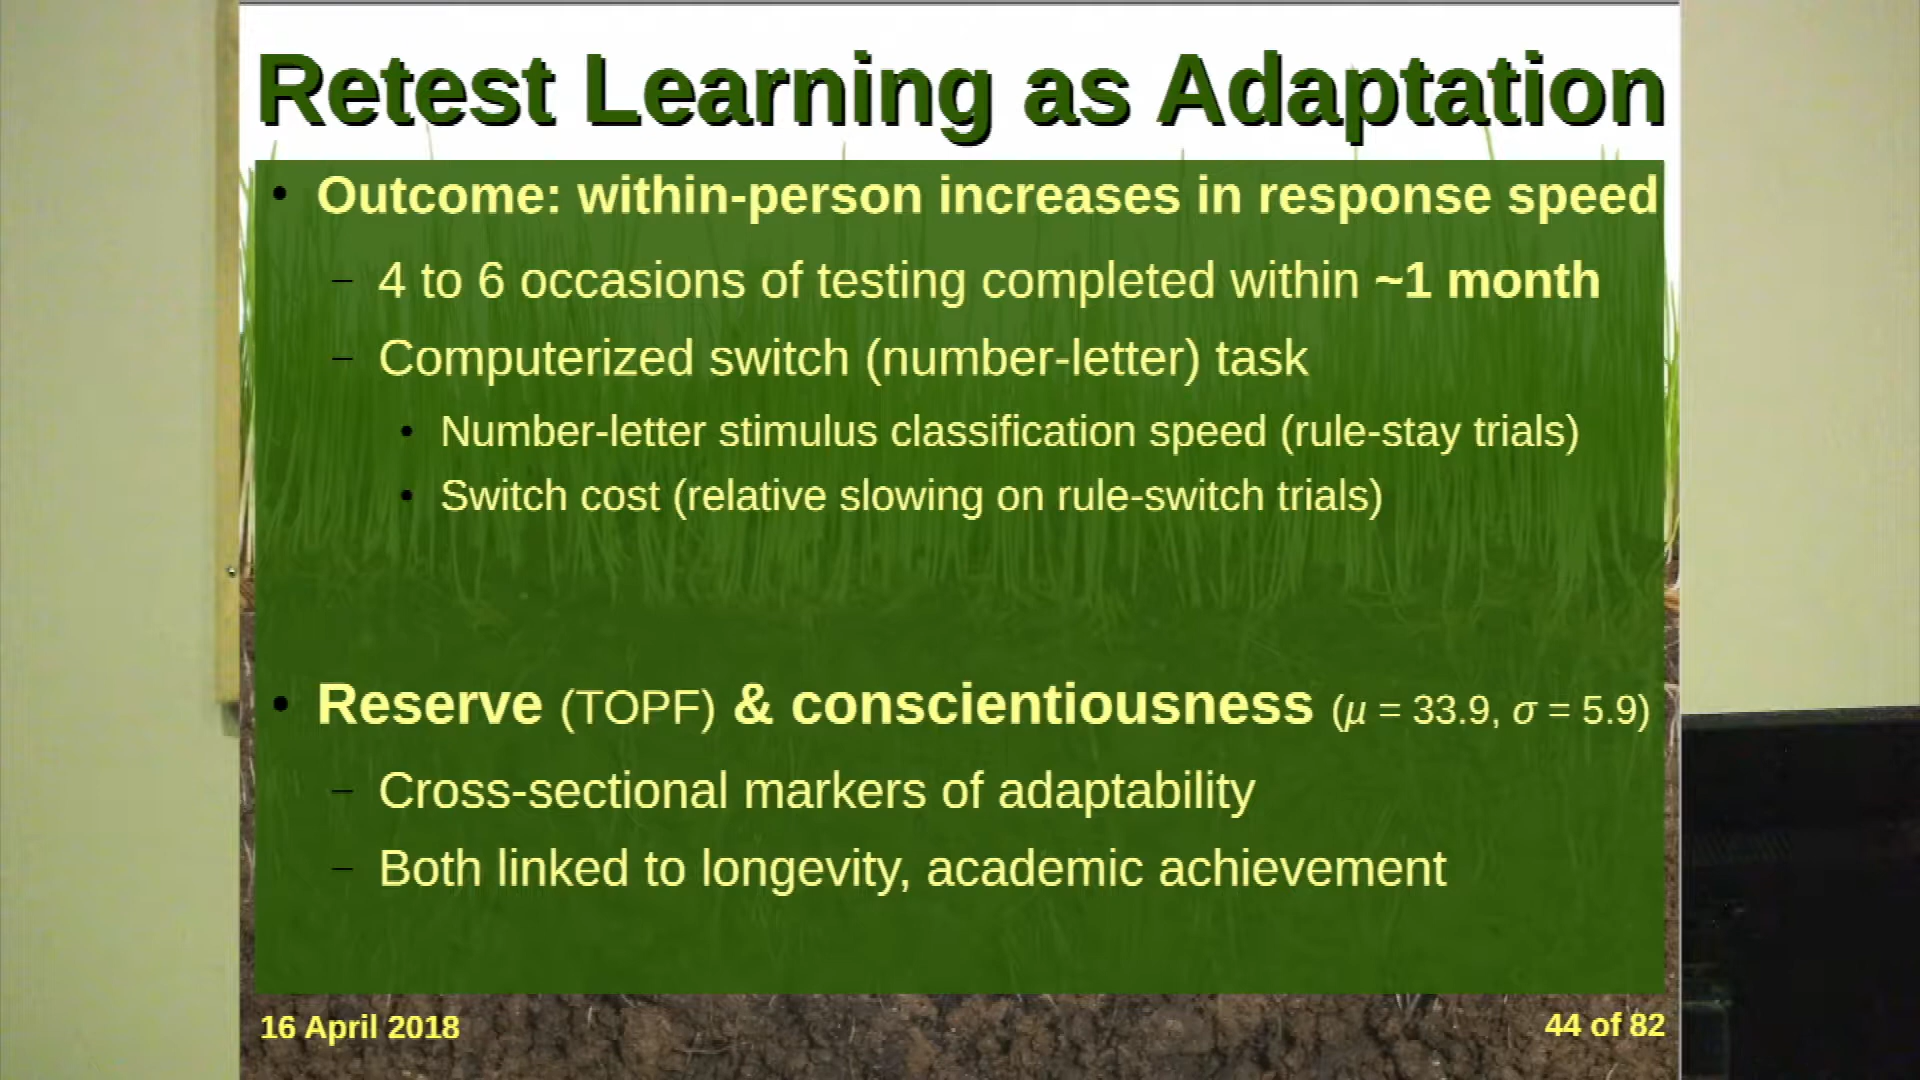 Retest Learning as Adaptation
• Outcome: within-person increases in response speed
– 4 to 6 occasions of testing completed within ~1 month
– Computerized switch (number-letter) task
• Number-letter stimulus classification speed (rule-stay trials)
• Switch cost (relative slowing on rule-switch trials)
• Reserve (TOPF) & conscientiousness (μ = 33.9, σ = 5.9)
– Cross-sectional markers of adaptability
– Both linked to longevity, academic achievement
16 April 2018
44 of 82